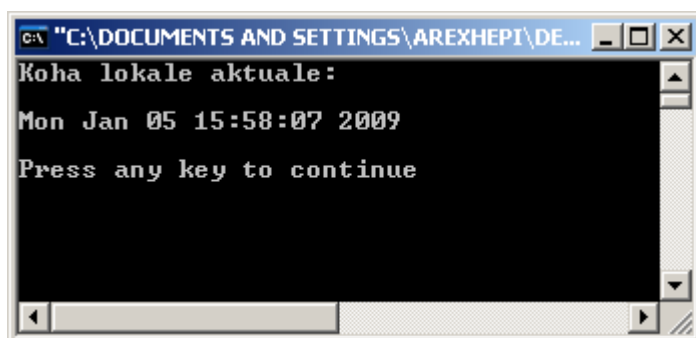 "C:\DOCUMENTS AND SETTINGS\AREXHEPI\DE...
Koha lokale aktuale:
Mon Jan 05 15:58:07 2009
Press any key to continue